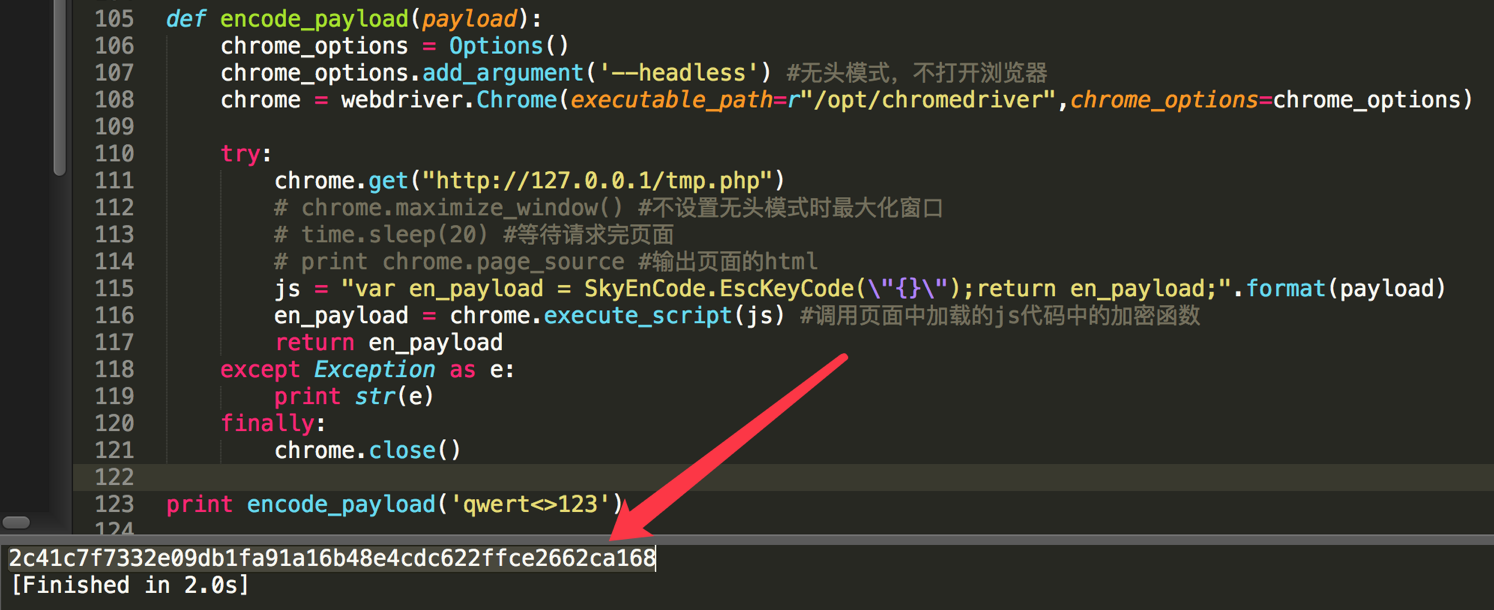 105 def encode_payload(payload):
106 chrome_options = Options()
107 chrome_options.add_argument('--headless') #无头模式，不打开浏览器
108 chrome = webdriver.Chrome(executable_path=r"/opt/chromedriver",chrome_options=chrome_options)
109
110 try:
111 chrome.get("http://127.0.0.1/tmp.php")
112 # chrome.maximize_window() #不设置无头模式时最大化窗口
113 # time.sleep(20) #等待请求完页面
114 # print chrome.page_source #输出页面的html
115 js = "var en_payload = SkyEnCode.EscKeyCode(\"{}\");return en_payload;".format(payload)
116 en_payload = chrome.execute_script(js) #调用页面中加载的js代码中的加密函数
117 return en_payload
118 except Exception as e:
119 print str(e)
120 finally:
121 chrome.close()
122
123 print encode_payload('qwert<>123')
124
2c41c7f7332e09db1fa91a16b48e4cdc622ffce2662ca168
[Finished in 2.0s]